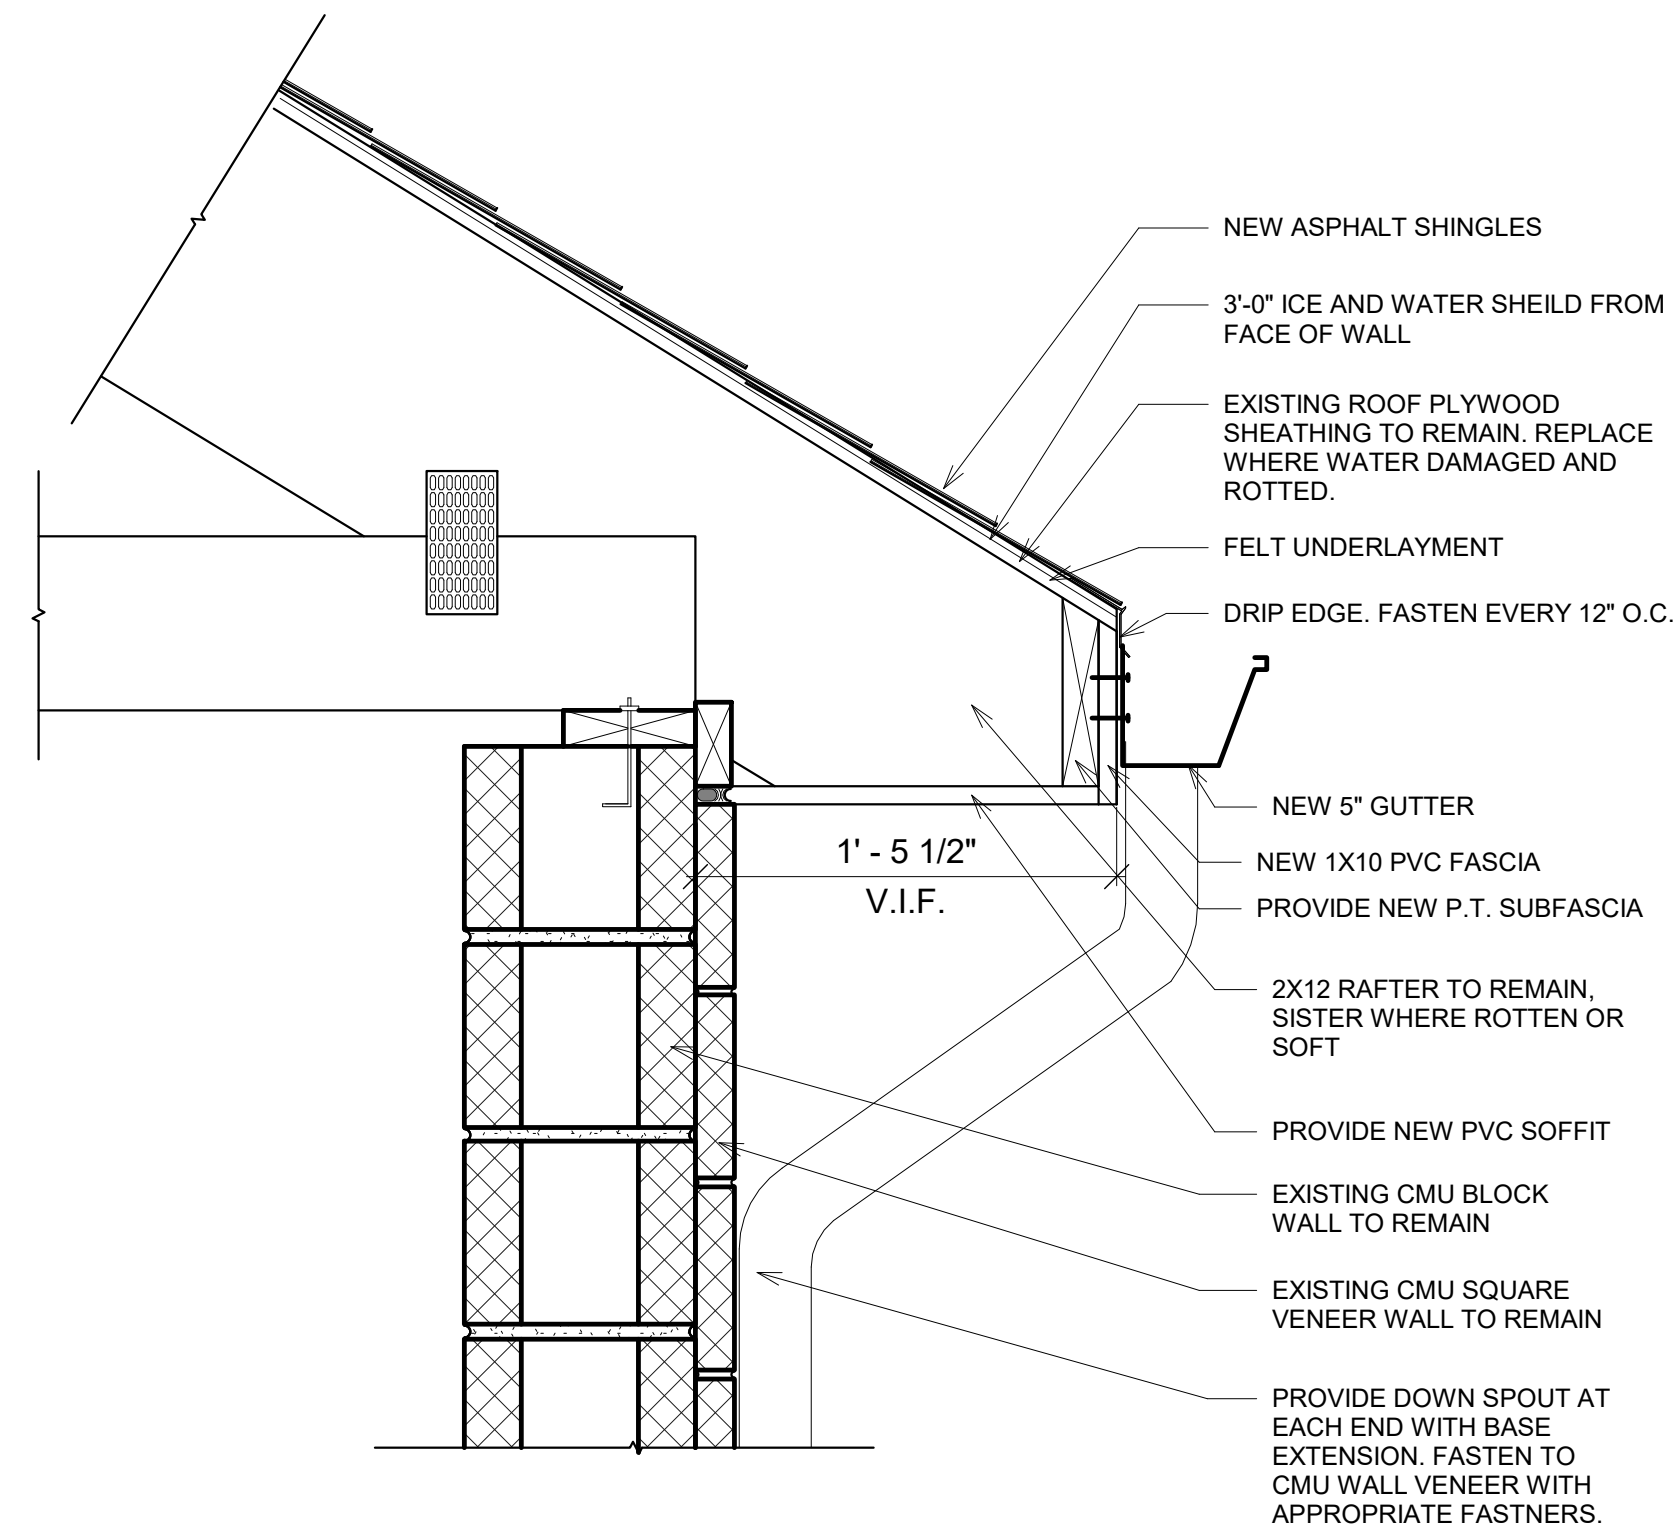 NEW ASPHALT SHINGLES
3'-0" ICE AND WATER SHEILD FROM
FACE OF WALL
EXISTING ROOF PLYWOOD
SHEATHING TO REMAIN. REPLACE
WHERE WATER DAMAGED AND
ROTTED.
FELT UNDERLAYMENT
DRIP EDGE. FASTEN EVERY 12" O.C.
NEW 5" GUTTER
1' - 5 1/2"
V.I.F.
NEW 1X10 PVC FASCIA
PROVIDE NEW P.T. SUBFASCIA
2X12 RAFTER TO REMAIN,
SISTER WHERE ROTTEN OR
SOFT
PROVIDE NEW PVC SOFFIT
EXISTING CMU BLOCK
WALL TO REMAIN
EXISTING CMU SQUARE
VENEER WALL TO REMAIN
PROVIDE DOWN SPOUT AT
EACH END WITH BASE
EXTENSION. FASTEN TO
CMU WALL VENEER WITH
APPROPRIATE FASTNERS.